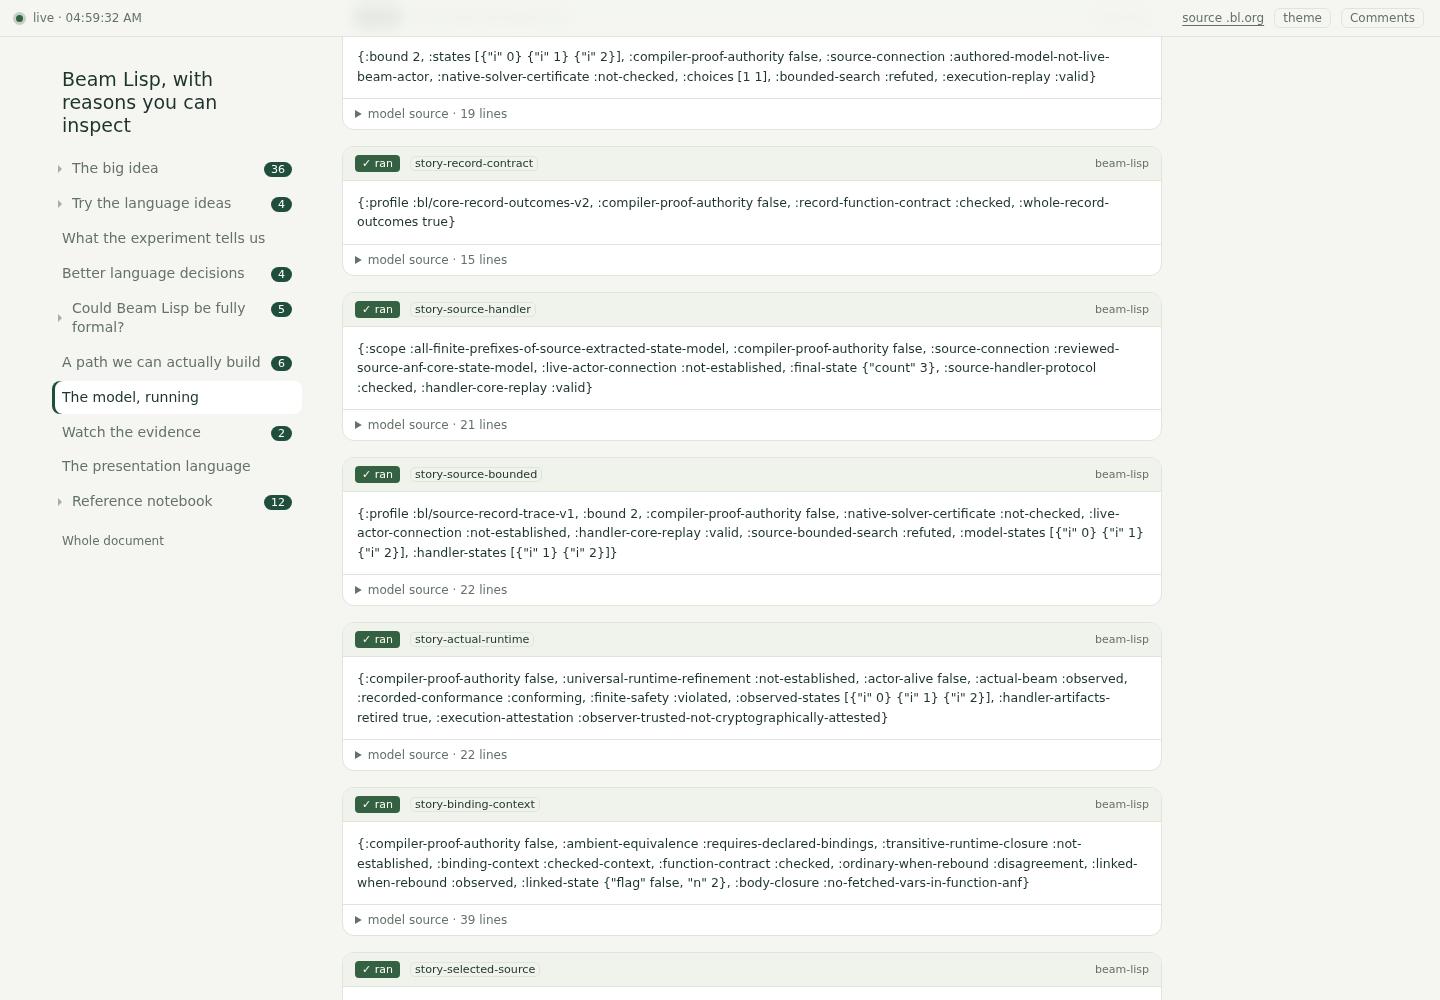 live · 04:59:32 AM
source .bl.org
theme
Comments
Beam Lisp, with
reasons you can
inspect
The big idea 36
Try the language ideas 4
What the experiment tells us
Better language decisions 4
Could Beam Lisp be fully 5
formal?
A path we can actually build 6
The model, running
Watch the evidence 2
The presentation language
Reference notebook 12
Whole document
{:bound 2, :states [{"i" 0} {"i" 1} {"i" 2}], :compiler-proof-authority false, :source-connection :authored-model-not-live-
beam-actor, :native-solver-certificate :not-checked, :choices [1 1], :bounded-search :refuted, :execution-replay :valid}
model source · 19 lines
✓ ran story-record-contract beam-lisp
{:profile :bl/core-record-outcomes-v2, :compiler-proof-authority false, :record-function-contract :checked, :whole-record-
outcomes true}
model source · 15 lines
✓ ran story-source-handler beam-lisp
{:scope :all-finite-prefixes-of-source-extracted-state-model, :compiler-proof-authority false, :source-connection :reviewed-
source-anf-core-state-model, :live-actor-connection :not-established, :final-state {"count" 3}, :source-handler-protocol
:checked, :handler-core-replay :valid}
model source · 21 lines
✓ ran story-source-bounded beam-lisp
{:profile :bl/source-record-trace-v1, :bound 2, :compiler-proof-authority false, :native-solver-certificate :not-checked, :live-
actor-connection :not-established, :handler-core-replay :valid, :source-bounded-search :refuted, :model-states [{"i" 0} {"i" 1}
{"i" 2}], :handler-states [{"i" 1} {"i" 2}]}
model source · 22 lines
✓ ran story-actual-runtime beam-lisp
{:compiler-proof-authority false, :universal-runtime-refinement :not-established, :actor-alive false, :actual-beam :observed,
:recorded-conformance :conforming, :finite-safety :violated, :observed-states [{"i" 0} {"i" 1} {"i" 2}], :handler-artifacts-
retired true, :execution-attestation :observer-trusted-not-cryptographically-attested}
model source · 22 lines
✓ ran story-binding-context beam-lisp
{:compiler-proof-authority false, :ambient-equivalence :requires-declared-bindings, :transitive-runtime-closure :not-
established, :binding-context :checked-context, :function-contract :checked, :ordinary-when-rebound :disagreement, :linked-
when-rebound :observed, :linked-state {"flag" false, "n" 2}, :body-closure :no-fetched-vars-in-function-anf}
model source · 39 lines
✓ ran story-selected-source beam-lisp